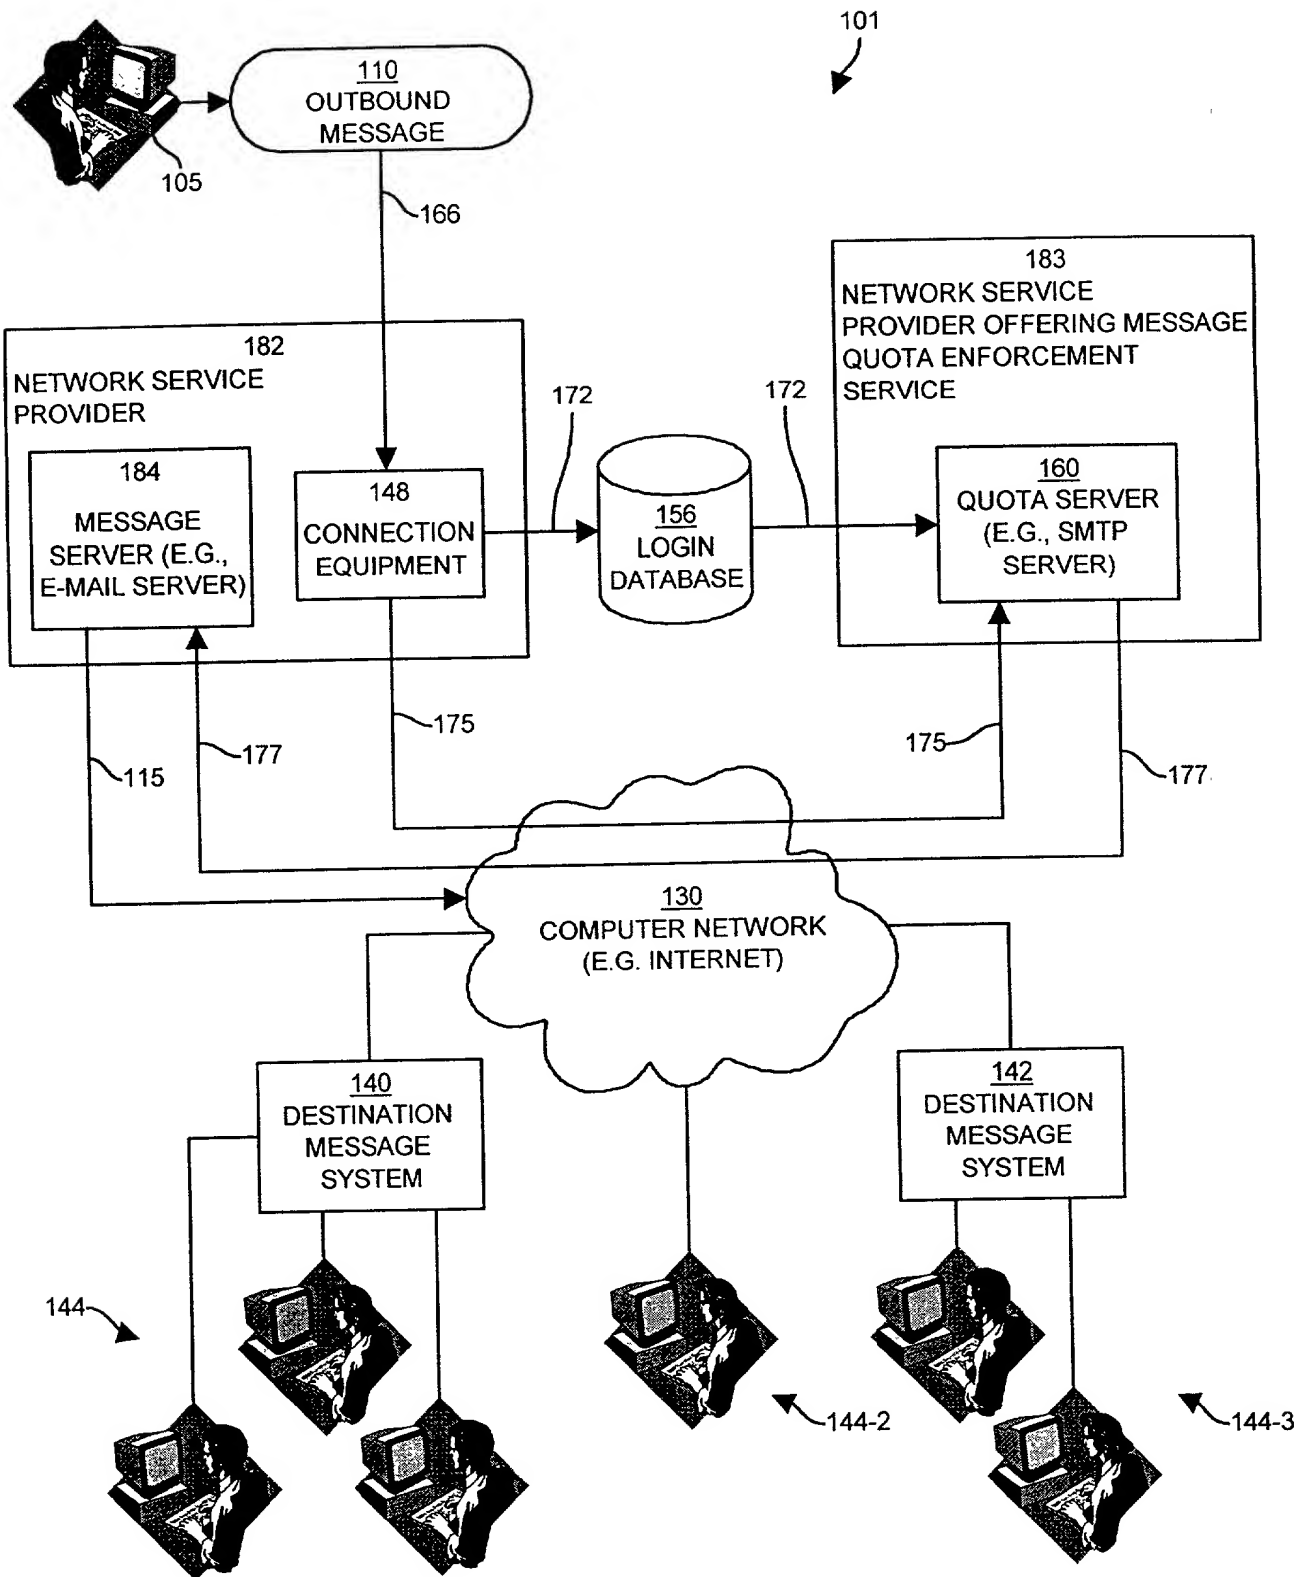 101
110
OUTBOUND
MESSAGE
105
166
183
NETWORK SERVICE
PROVIDER OFFERING MESSAGE
QUOTA ENFORCEMENT
SERVICE
182
NETWORK SERVICE
PROVIDER
172
172
184
MESSAGE
SERVER (E.G.,
E-MAIL SERVER)
148
CONNECTION
EQUIPMENT
156
LOGIN
DATABASE
160
QUOTA SERVER
(E.G., SMTP
SERVER)
115
177
175
175
177
130
COMPUTER NETWORK
(E.G. INTERNET)
140
DESTINATION
MESSAGE
SYSTEM
142
DESTINATION
MESSAGE
SYSTEM
144
144-2
144-3